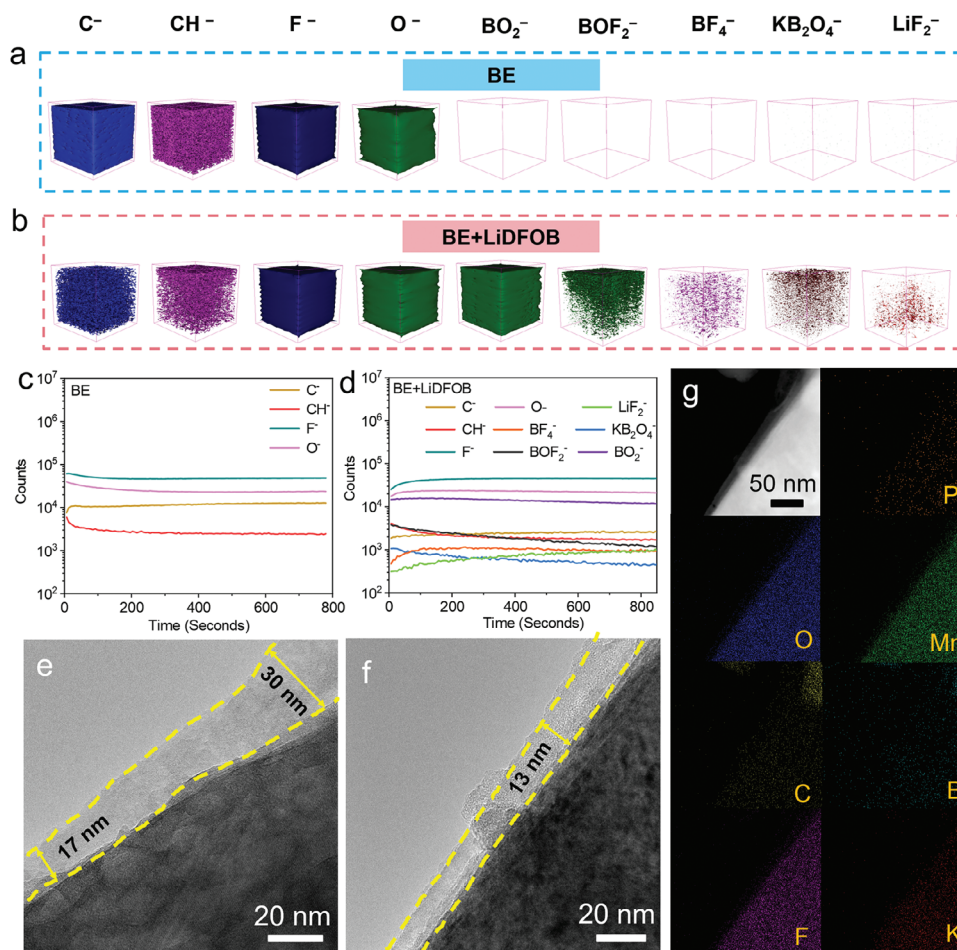 C⁻ CH⁻ F⁻ O⁻ BO₂⁻ BOF₂⁻ BF₄⁻ KB₂O₄⁻ LiF₂⁻
a
BE
b
BE+LiDFOB
c
BE
C⁻
CH⁻
F⁻
O⁻
10⁷
10⁶
10⁵
10⁴
10³
10²
Counts
0 200 400 600 800
Time (Seconds)
d
BE+LiDFOB
C⁻ O– LiF₂⁻
CH⁻ BF₄⁻ KB₂O₄⁻
F⁻ BOF₂⁻ BO₂⁻
10⁷
10⁶
10⁵
10⁴
10³
10²
Counts
0 200 400 600 800
Time (Seconds)
e
30 nm
17 nm
20 nm
f
13 nm
20 nm
g
50 nm
P
O
Mn
C
F
K